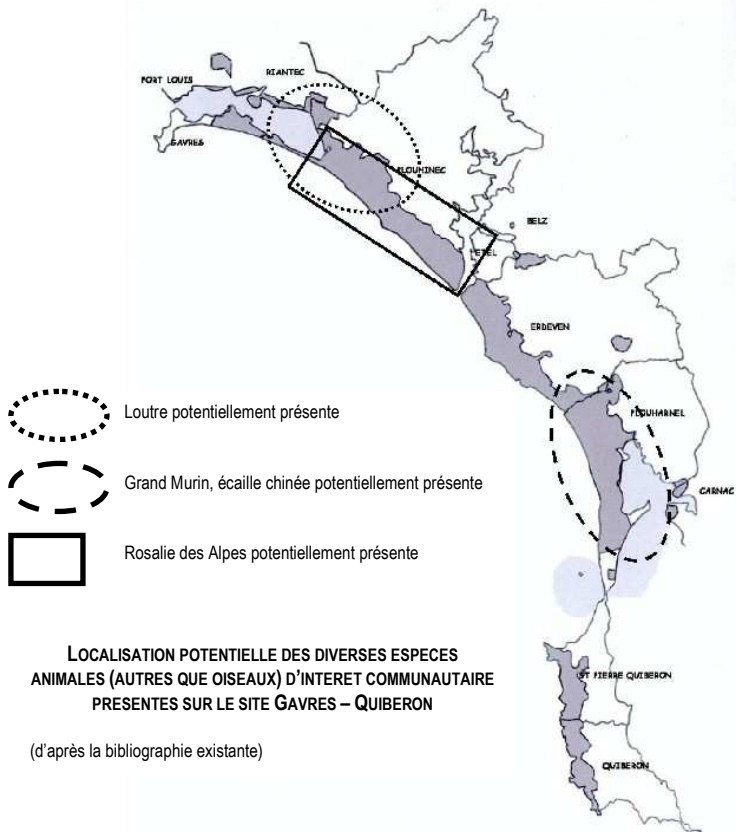 RIANTEC
PORT LOUIS
GAVRES
PLOUHINEC
BELZ
ETEL
ERDEVEN
PLOUHARNEL
CARNAC
Loutre potentiellement présente
Grand Murin, écaille chinée potentiellement présente
Rosalie des Alpes potentiellement présente
LOCALISATION POTENTIELLE DES DIVERSES ESPECES
ANIMALES (AUTRES QUE OISEAUX) D'INTERET COMMUNAUTAIRE
PRESENTES SUR LE SITE GAVRES – QUIBERON
(d'après la bibliographie existante)
ST PIERRE QUIBERON
QUIBERON